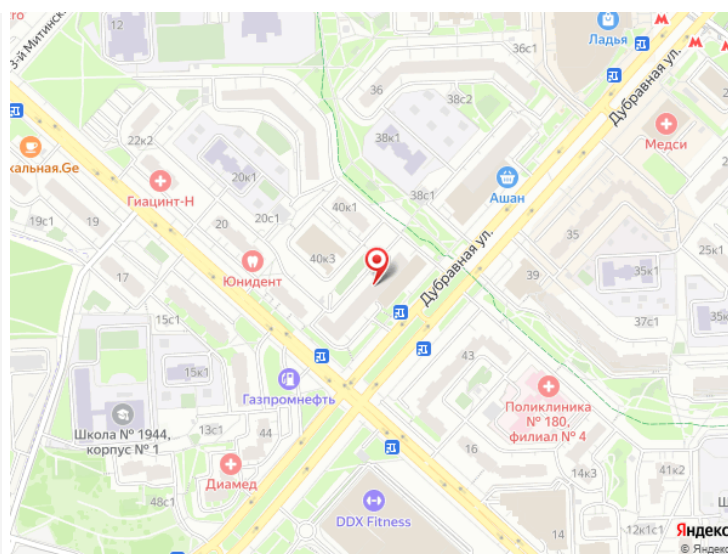 12
3-й Митинск
36с1
Ладья
Дубравная ул.
36
38с2
38к1
22к2
Медси
кальная.Ge
20к1
Гиацинт-Н
Ашан
38с1
40к1
19с1
19
20
20с1
35
25к1
40к3
Юнидент
Дубравная ул.
17
39
35к1
15с1
37с1
35к
43
15к1
Газпромнефть
Поликлиника
№ 180,
филиал № 4
Школа № 1944,
корпус № 1
13с1
44
16
Диамед
14к3
41к2
48с1
DDX Fitness
14
12к1с1
Ш
Яндекс
© Яндекс